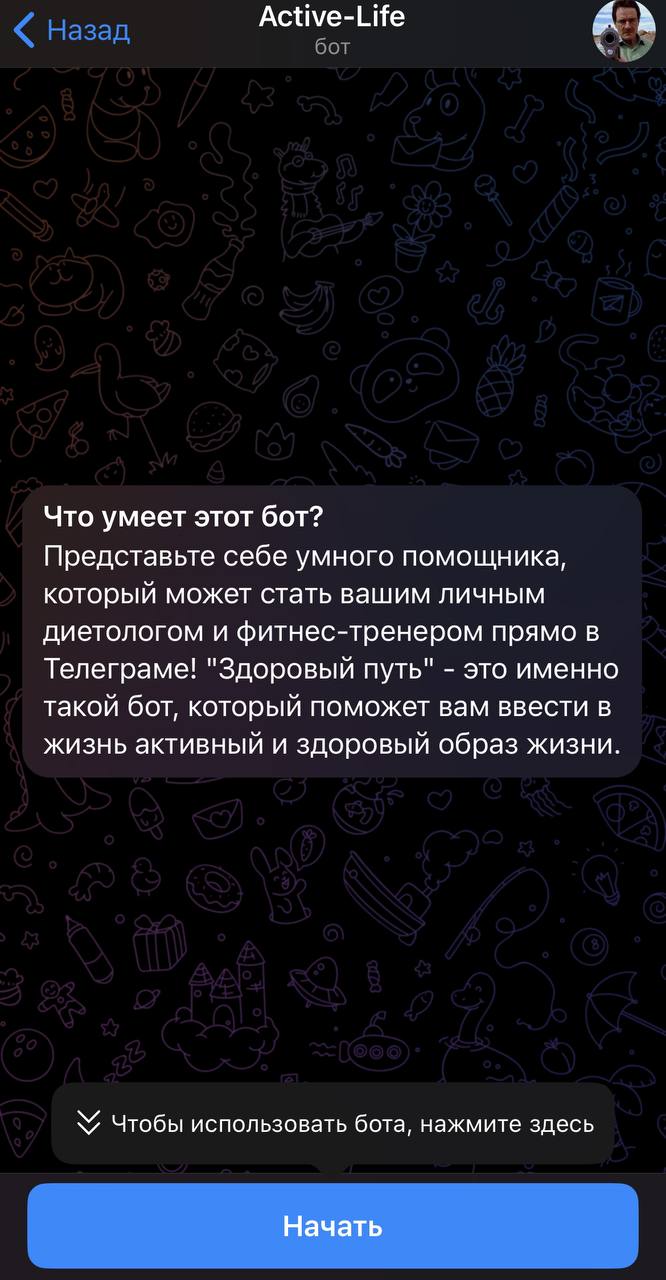 Назад
Active-Life
бот
Что умеет этот бот?
Представьте себе умного помощника,
который может стать вашим личным
диетологом и фитнес-тренером прямо в
Телеграме! "Здоровый путь" - это именно
такой бот, который поможет вам ввести в
жизнь активный и здоровый образ жизни.
Чтобы использовать бота, нажмите здесь
Начать